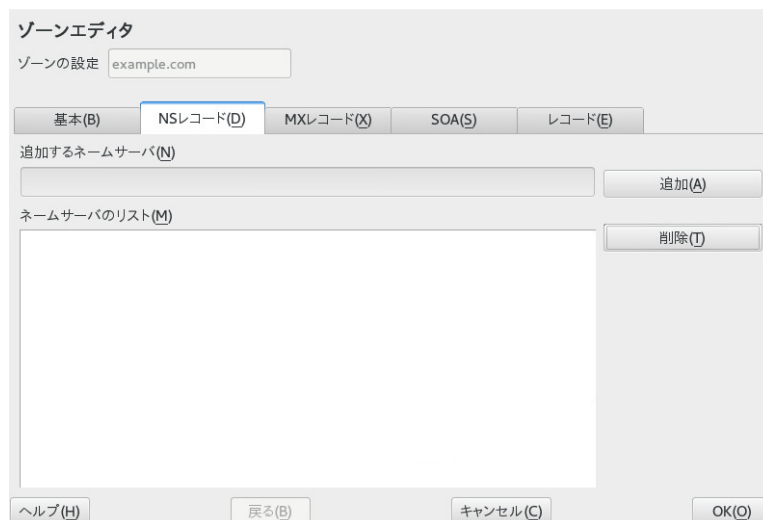 ゾーンエディタ
ゾーンの設定 example.com
基本(B) NSレコード(D) MXレコード(X) SOA(S) レコード(E)
追加するネームサーバ(N)
追加(A)
ネームサーバのリスト(M)
削除(T)
ヘルプ(H) 戻る(B) キャンセル(C) OK(O)